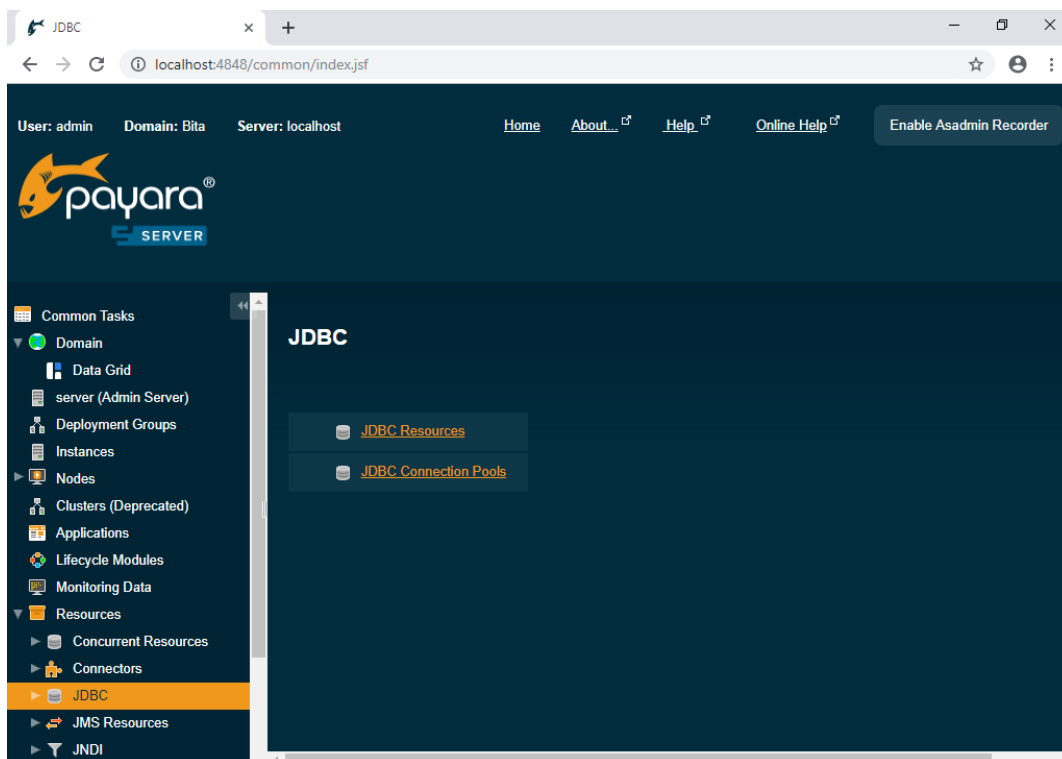 JDBC
localhost:4848/common/index.jsf
User: admin Domain: Bita Server: localhost Home About... Help Online Help Enable Asadmin Recorder
payara®
SERVER
Common Tasks
Domain
Data Grid
server (Admin Server)
Deployment Groups
Instances
Nodes
Clusters (Deprecated)
Applications
Lifecycle Modules
Monitoring Data
Resources
Concurrent Resources
Connectors
JDBC
JMS Resources
JNDI
JDBC
JDBC Resources
JDBC Connection Pools